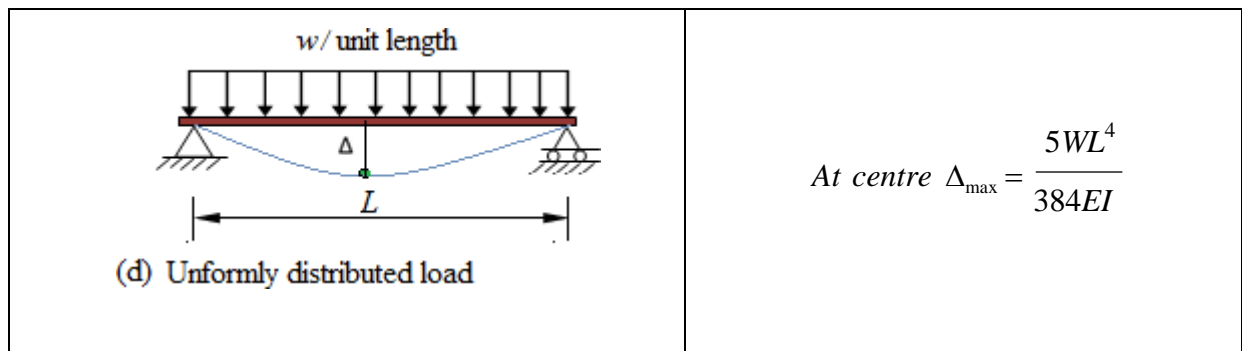 w/ unit length
Δ
L
(d) Unformly distributed load
At centre Δmax = 5WL⁴ / 384EI